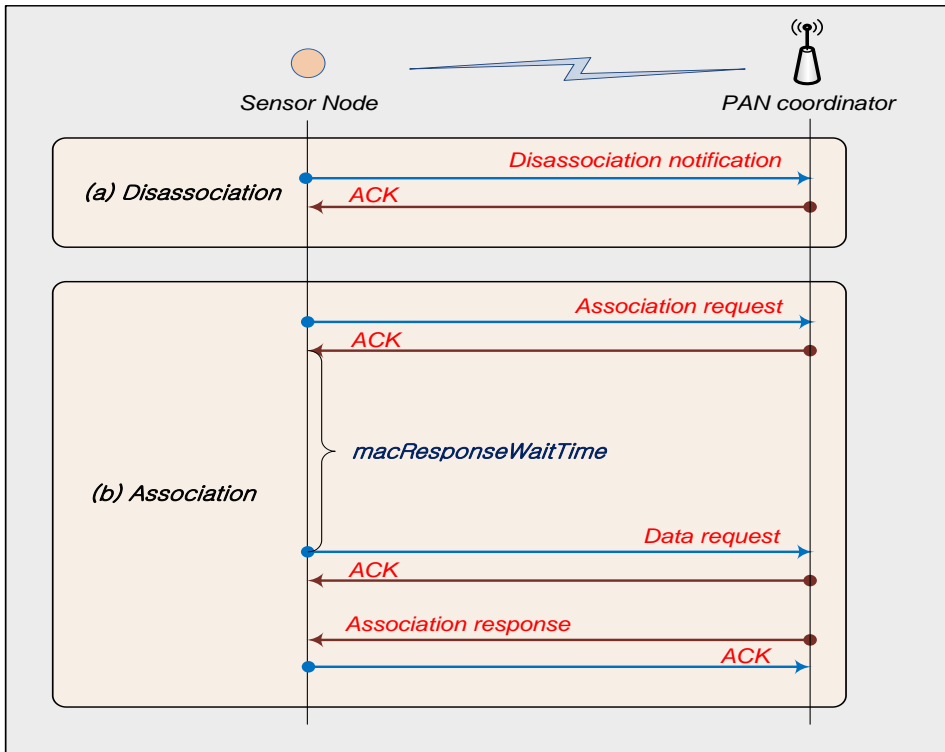 Sensor Node
PAN coordinator
(a) Disassociation
Disassociation notification
ACK
(b) Association
Association request
ACK
macResponseWaitTime
Data request
ACK
Association response
ACK